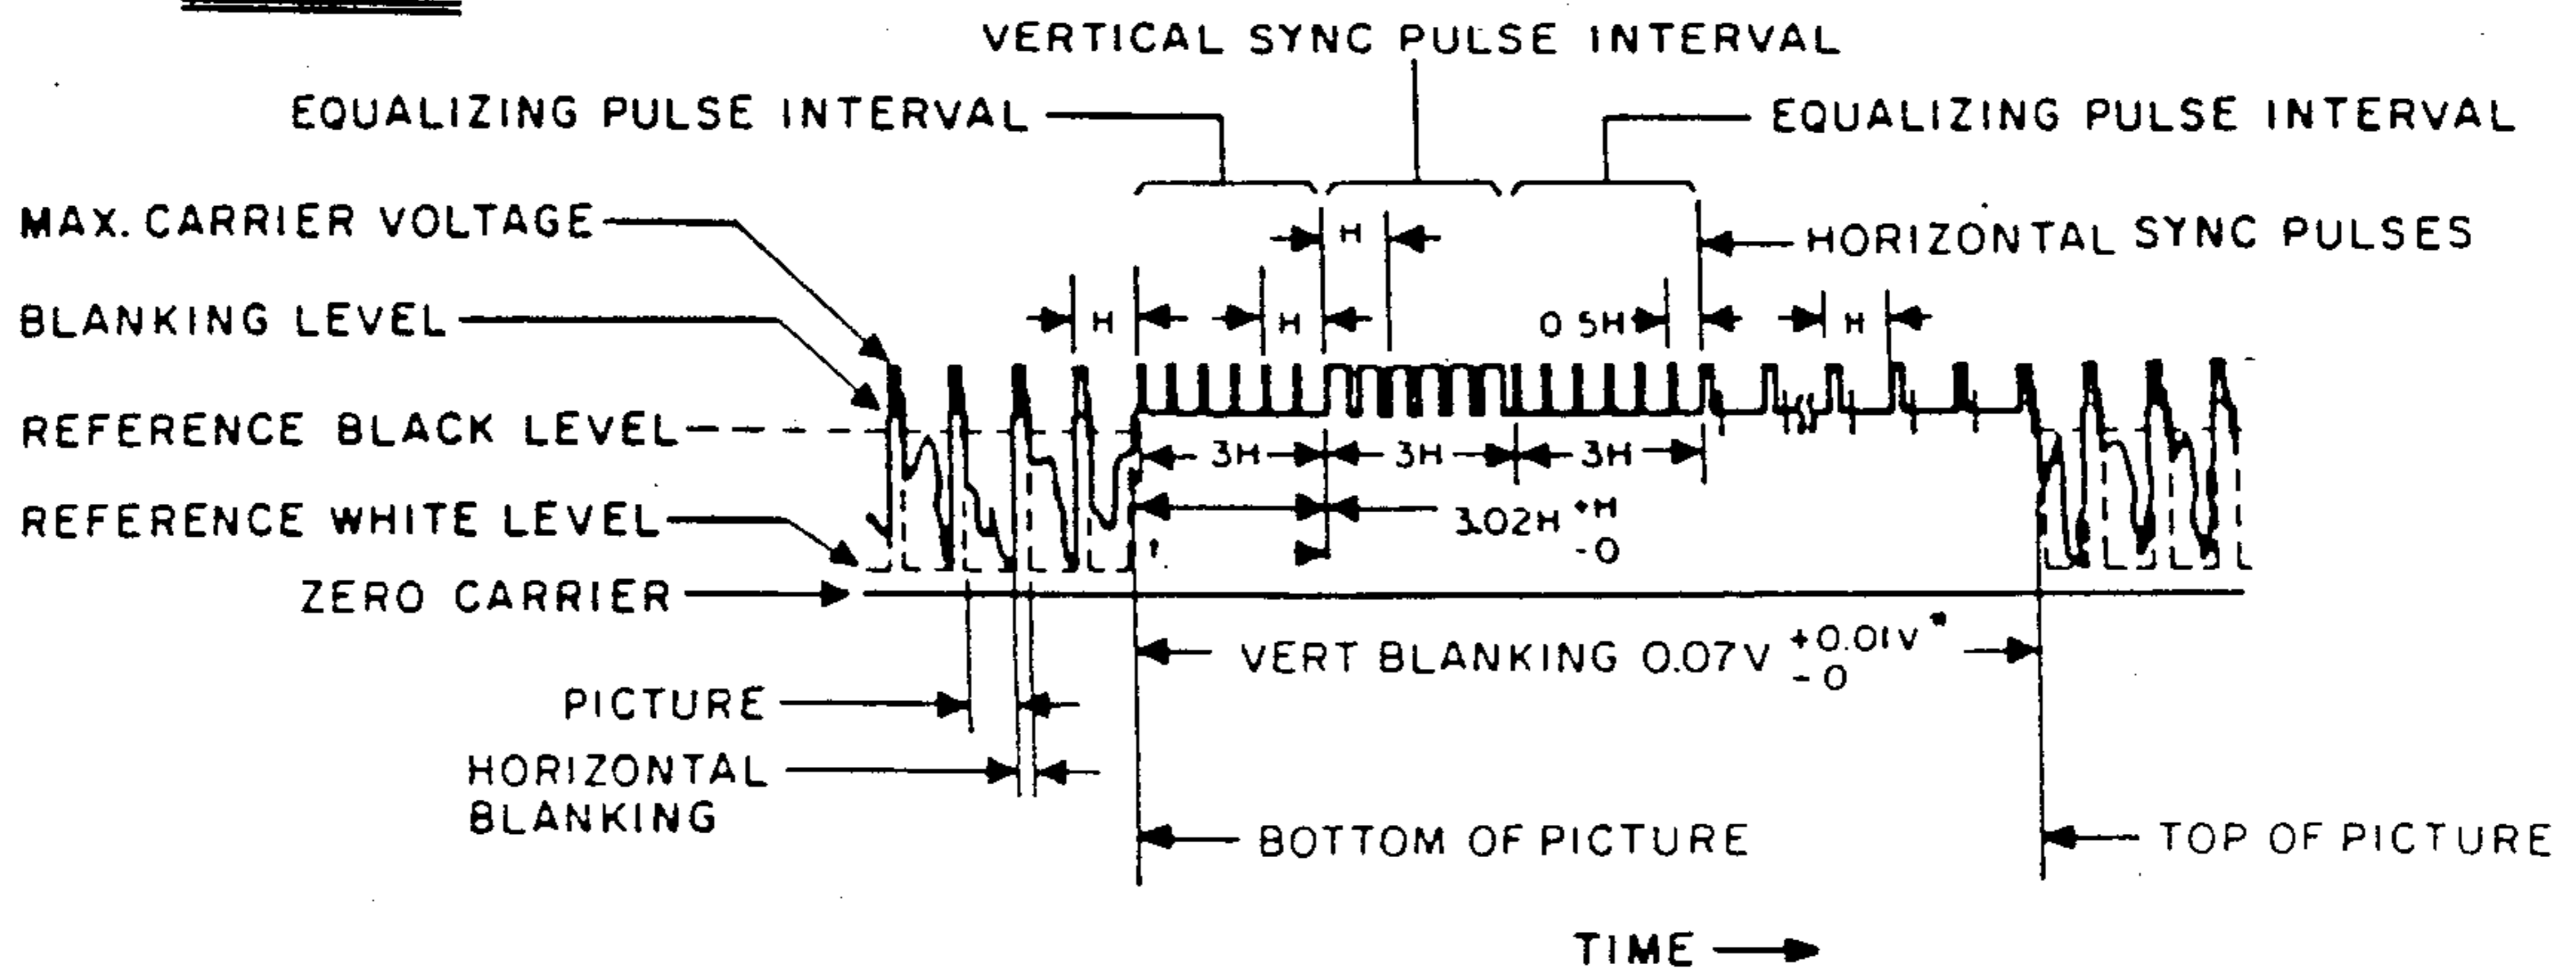 VERTICAL SYNC PULSE INTERVAL
EQUALIZING PULSE INTERVAL
EQUALIZING PULSE INTERVAL
MAX. CARRIER VOLTAGE
H
HORIZONTAL SYNC PULSES
BLANKING LEVEL
H
H
0.5H
H
REFERENCE BLACK LEVEL
3H
3H
3H
REFERENCE WHITE LEVEL
3.02H +H -0
ZERO CARRIER
VERT BLANKING 0.07V +0.01V* -0
PICTURE
HORIZONTAL
BLANKING
BOTTOM OF PICTURE
TOP OF PICTURE
TIME